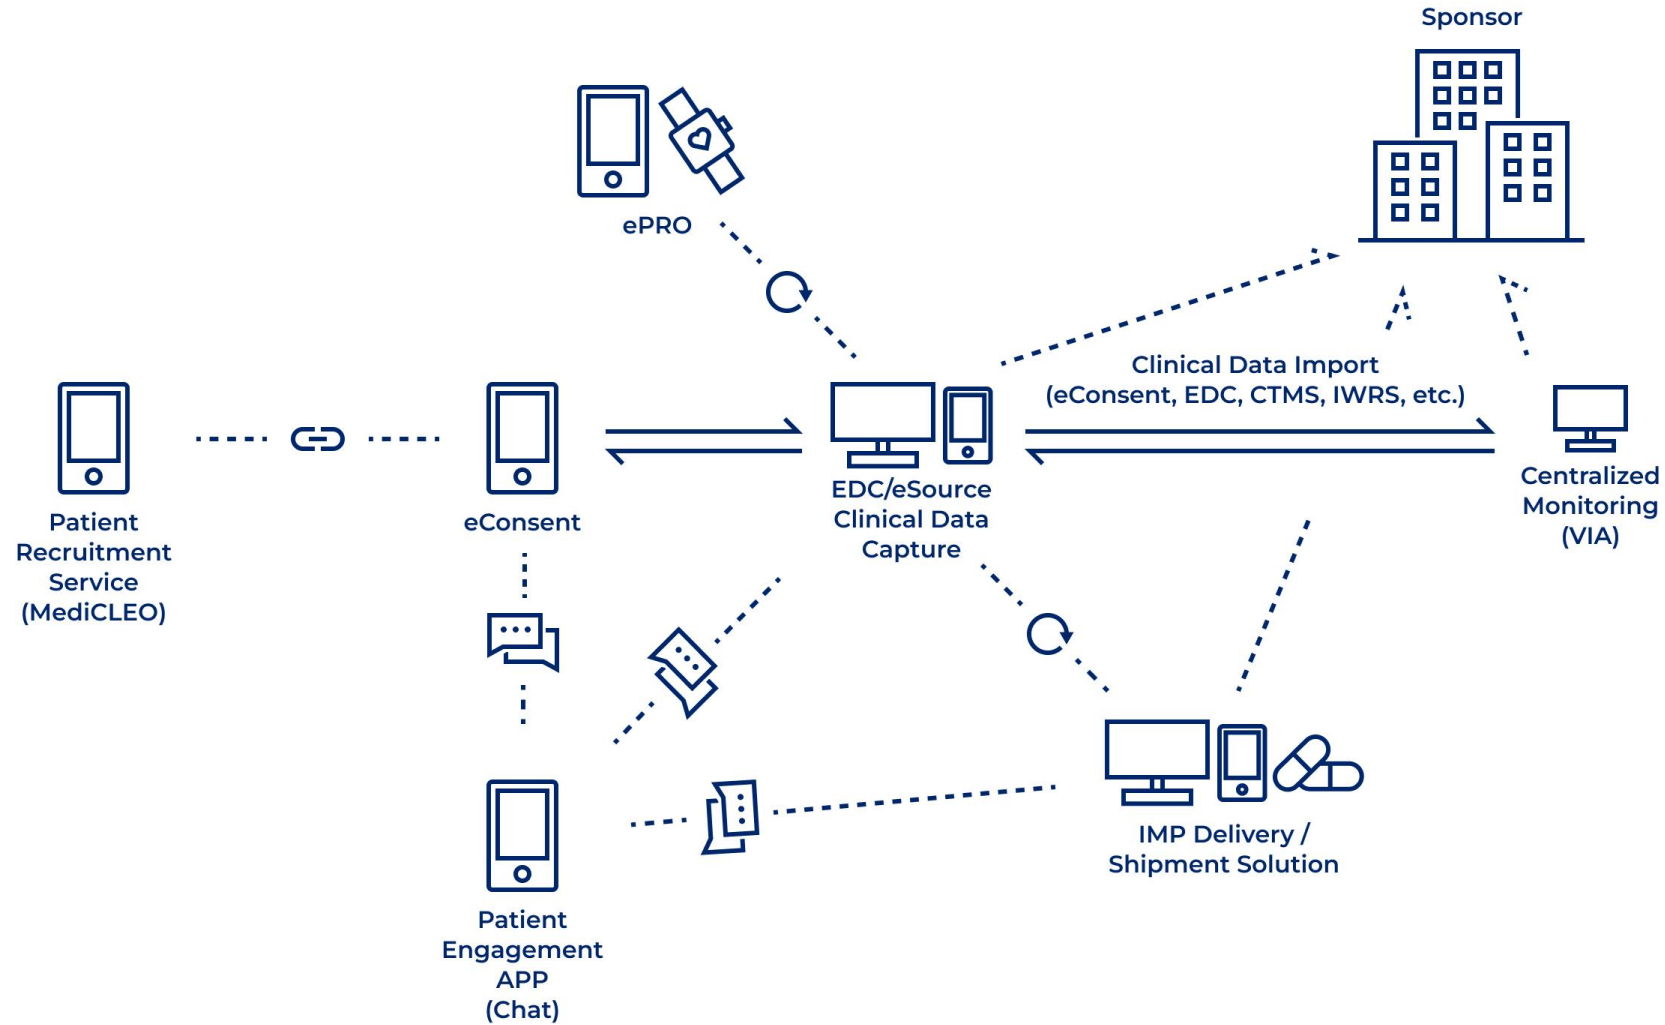 Sponsor
ePRO
Clinical Data Import
(eConsent, EDC, CTMS, IWRS, etc.)
Patient
Recruitment
Service
(MediCLEO)
eConsent
EDC/eSource
Clinical Data
Capture
Centralized
Monitoring
(VIA)
IMP Delivery /
Shipment Solution
Patient
Engagement
APP
(Chat)